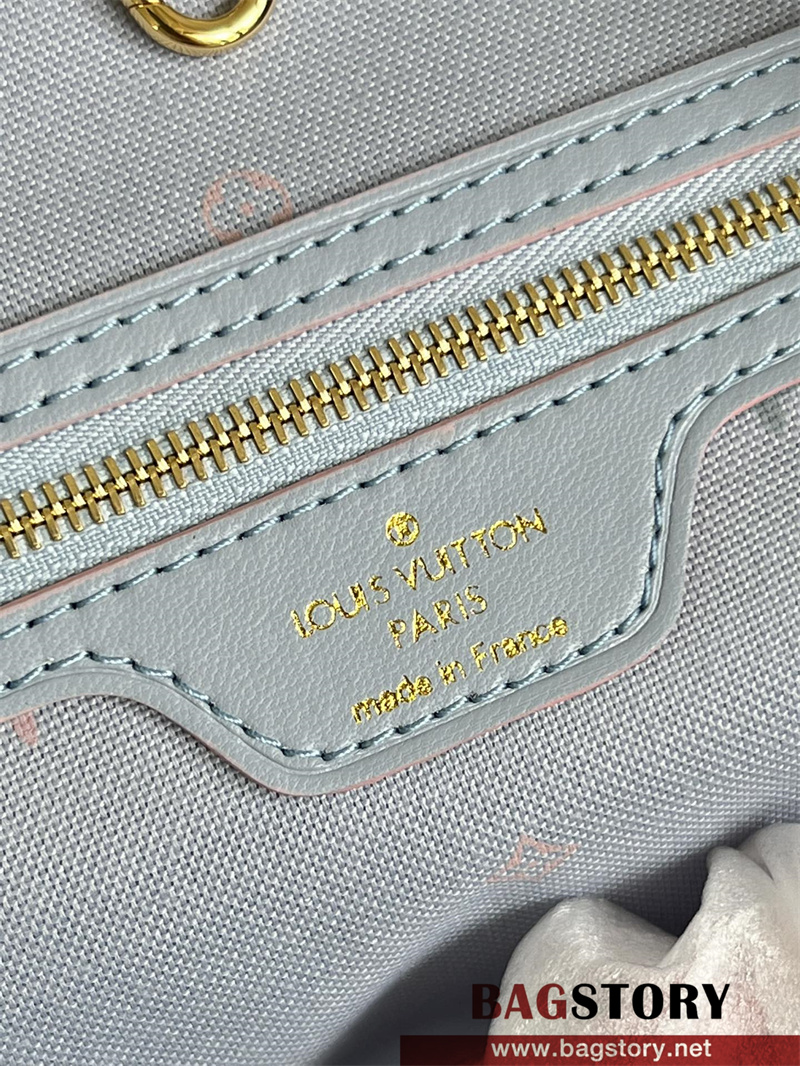 LOUIS VUITTON
PARIS
made in France
BAGSTORY
www.bagstory.net